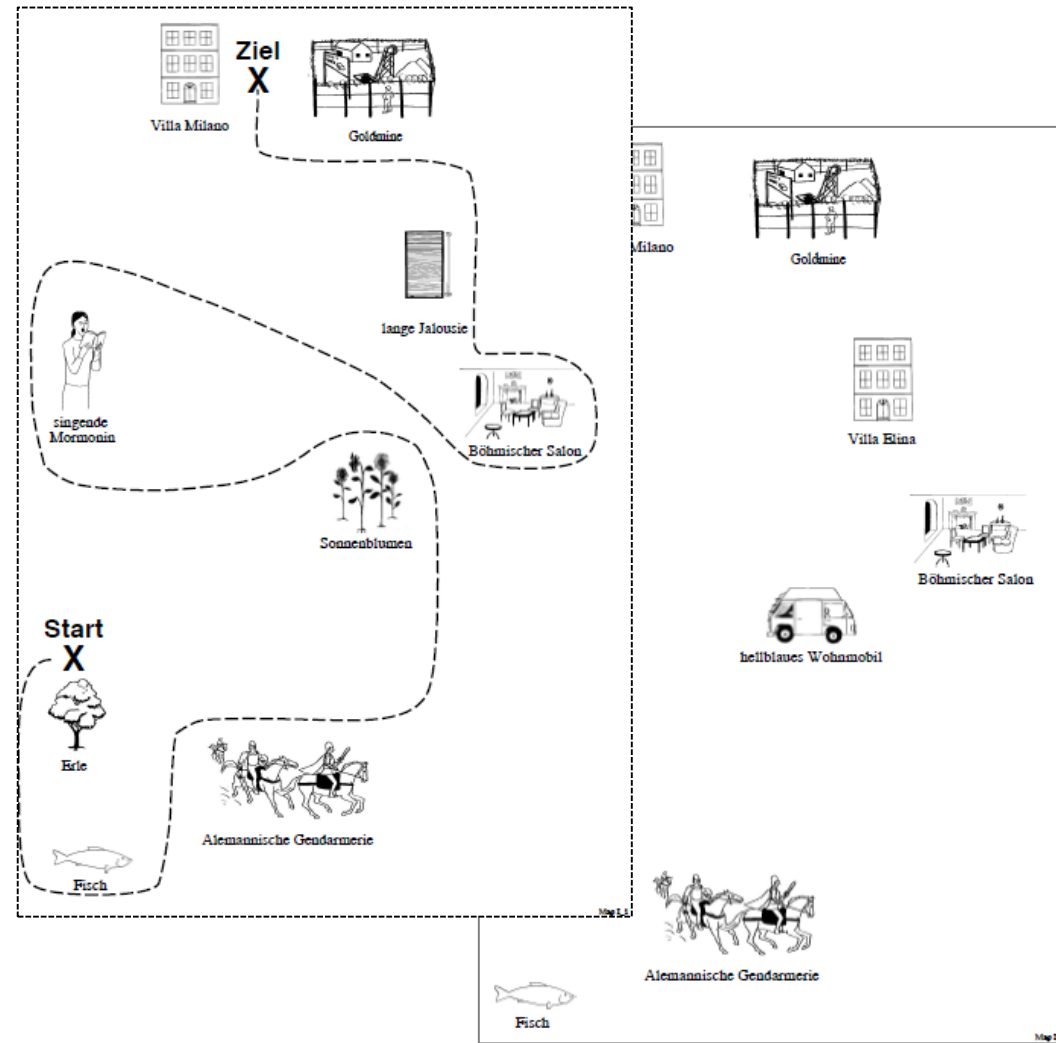 Ziel
X
Villa Milano
Goldmine
lange Jalousie
singende
Mormonin
Böhmischer Salon
Sonnenblumen
Start
X
Erle
Alemannische Gendarmerie
Fisch
Milano
Goldmine
Villa Elina
Böhmischer Salon
hellblaues Wohnmobil
Alemannische Gendarmerie
Fisch